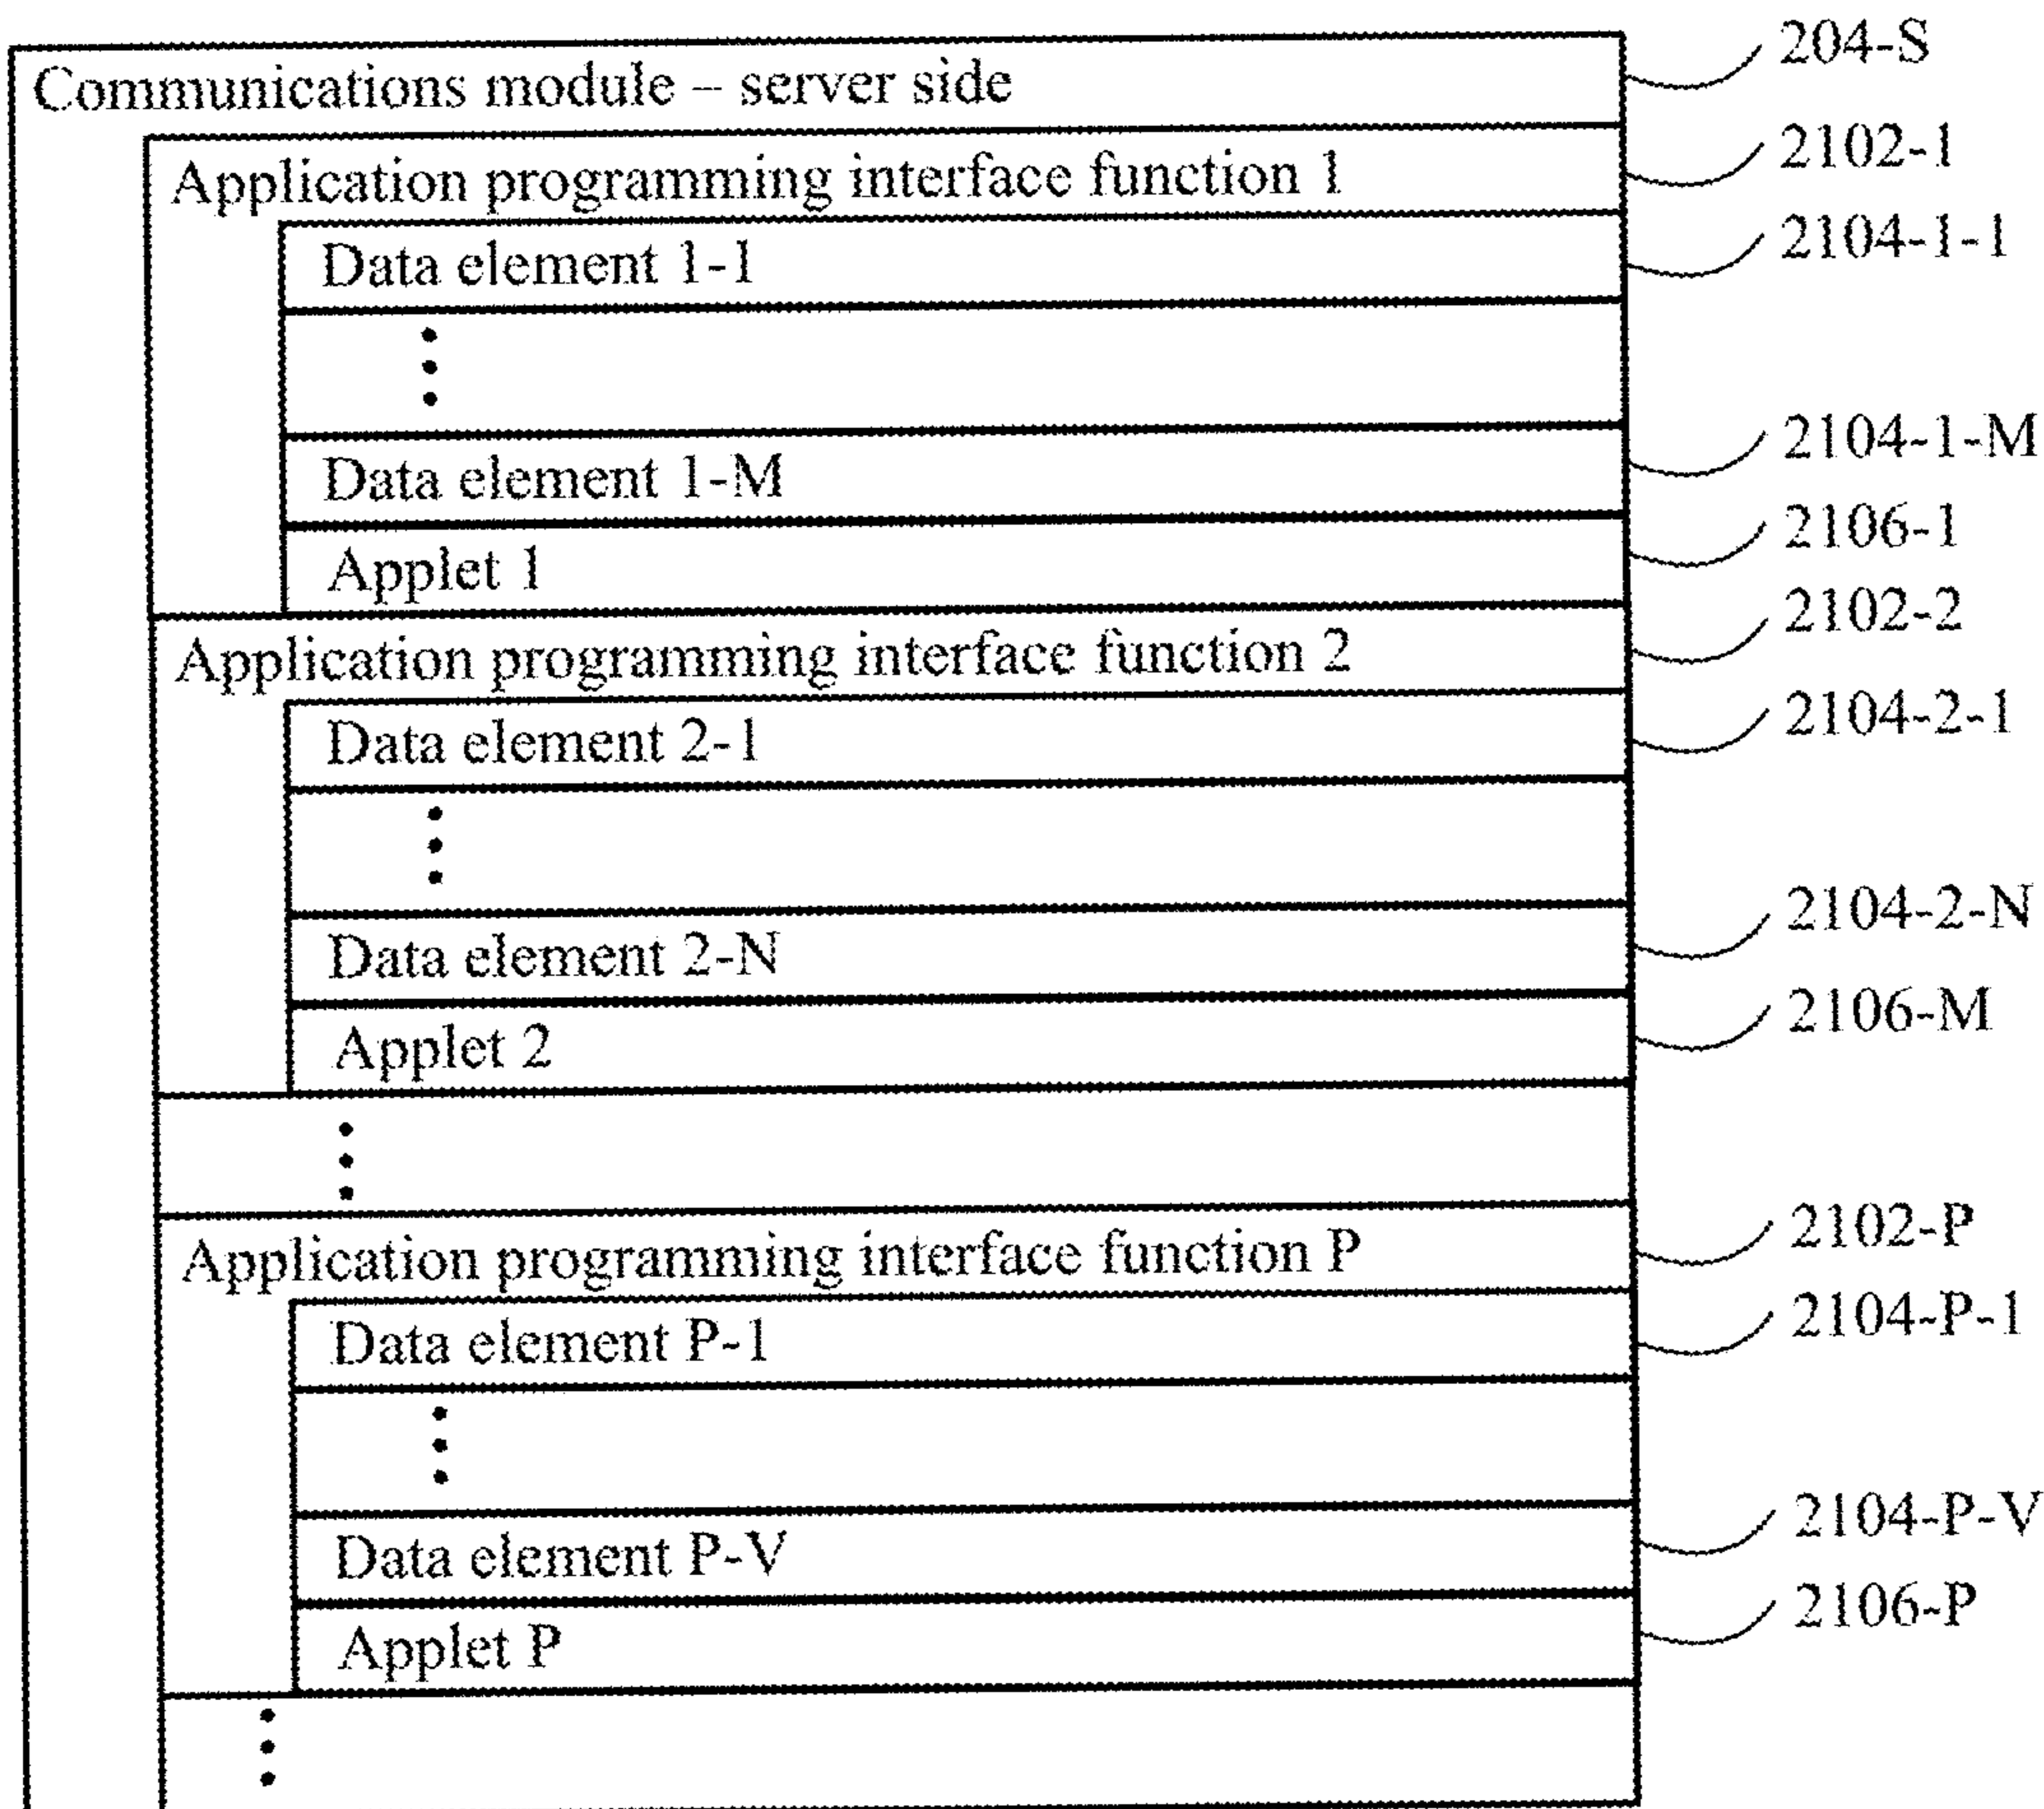 Communications module – server side 204-S
Application programming interface function 1 2102-1
Data element 1-1 2104-1-1
Data element 1-M 2104-1-M
Applet 1 2106-1
Application programming interface function 2 2102-2
Data element 2-1 2104-2-1
Data element 2-N 2104-2-N
Applet 2 2106-M
Application programming interface function P 2102-P
Data element P-1 2104-P-1
Data element P-V 2104-P-V
Applet P 2106-P